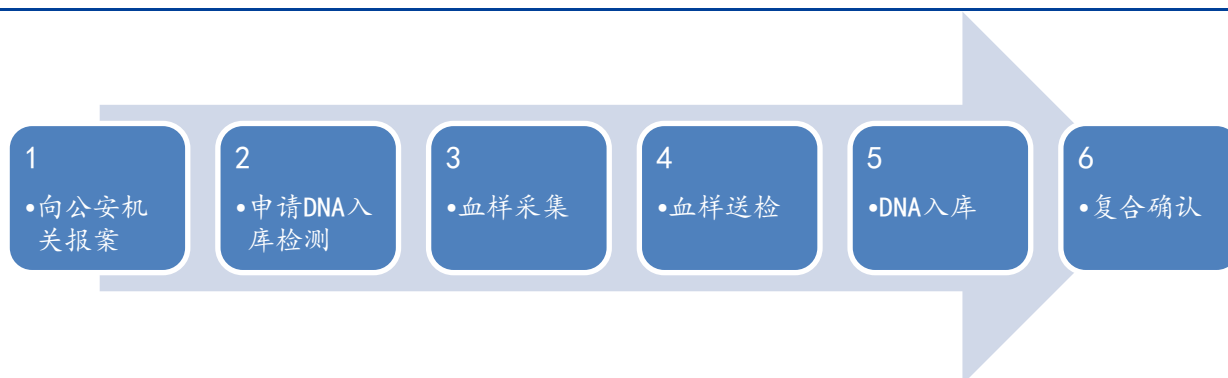 1
•向公安机
关报案
2
•申请DNA入
库检测
3
•血样采集
4
•血样送检
5
•DNA入库
6
•复合确认